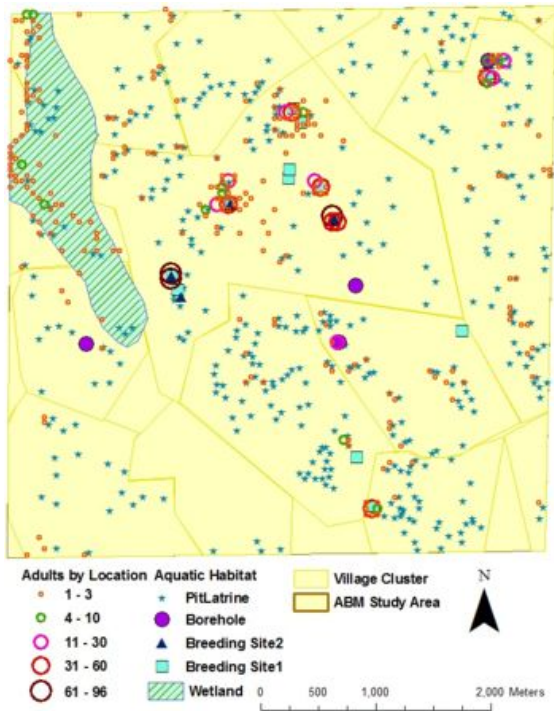 Adults by Location Aquatic Habitat Village Cluster N
1 - 3 PitLatrine ABM Study Area
4 - 10 Borehole
11 - 30 Breeding Site2
31 - 60 Breeding Site1
61 - 96 Wetland
0 500 1,000 2,000 Meters